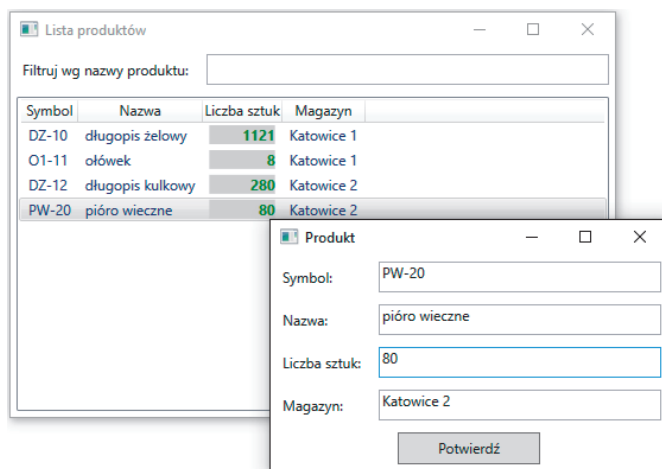 Lista produktów
Filtruj wg nazwy produktu:
Symbol Nazwa Liczba sztuk Magazyn
DZ-10 długopis żelowy 1121 Katowice 1
O1-11 ołówek 8 Katowice 1
DZ-12 długopis kulkowy 280 Katowice 2
PW-20 pióro wieczne 80 Katowice 2
Produkt
Symbol: PW-20
Nazwa: pióro wieczne
Liczba sztuk: 80
Magazyn: Katowice 2
Potwierdź